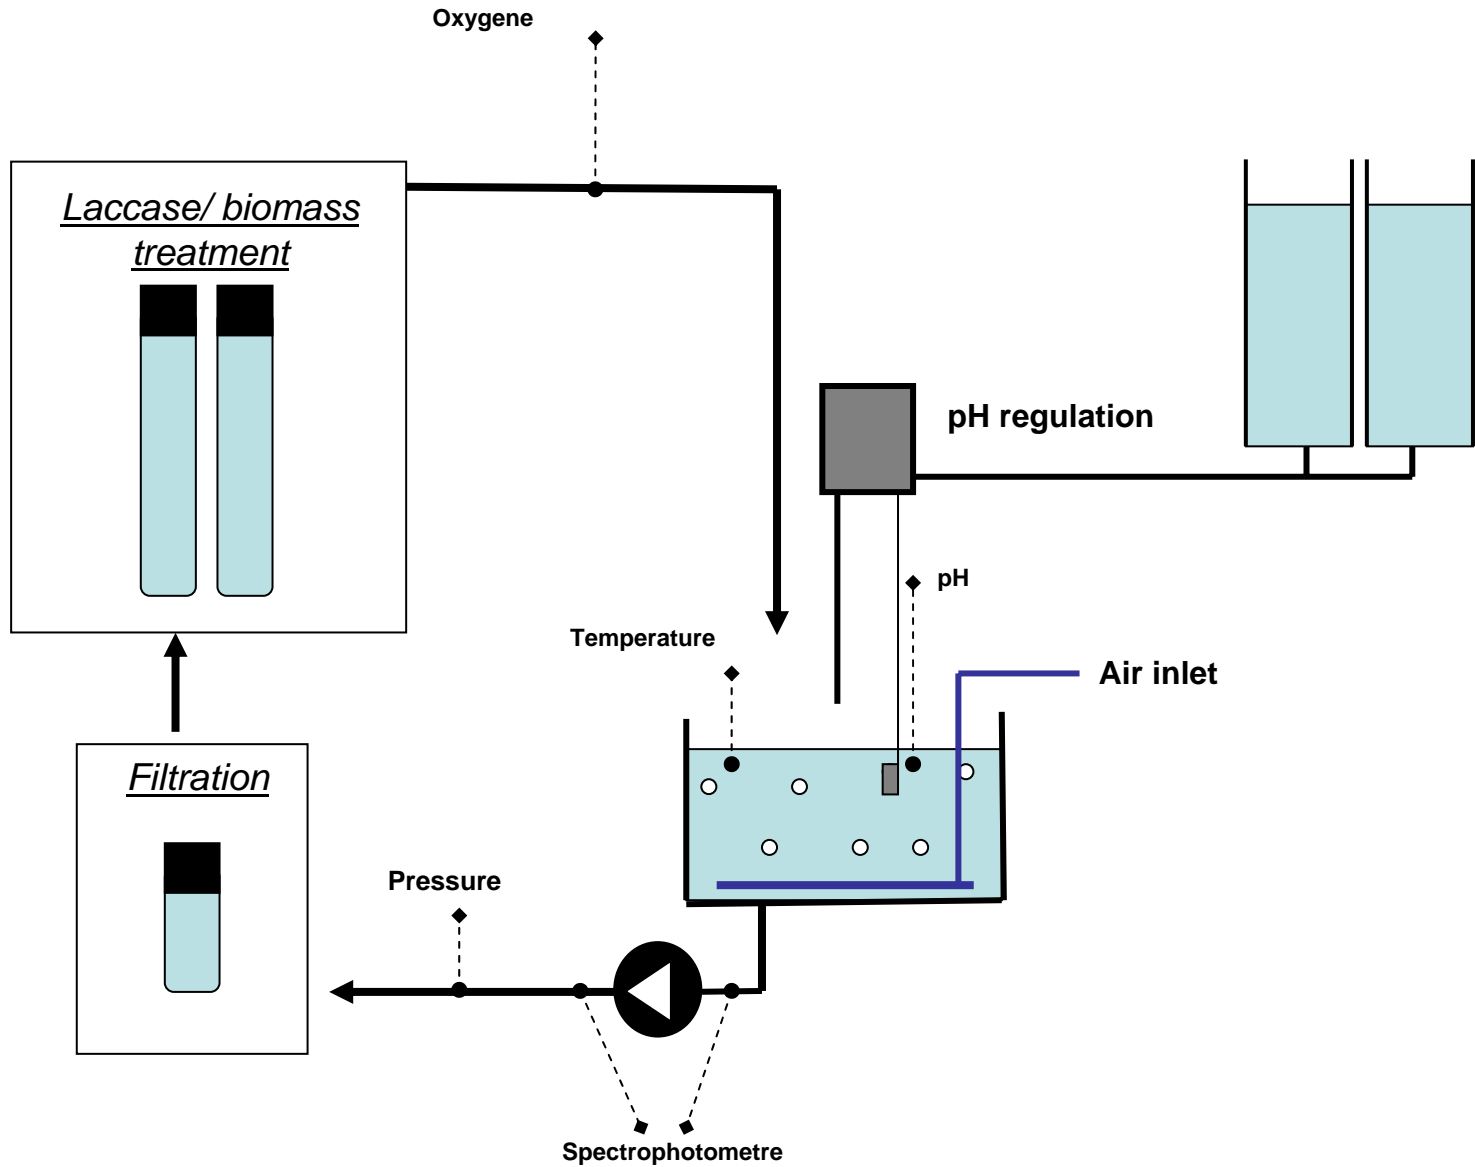 Oxygene
Laccase/ biomass
treatment
pH regulation
pH
Temperature
Air inlet
Filtration
Pressure
Spectrophotometre